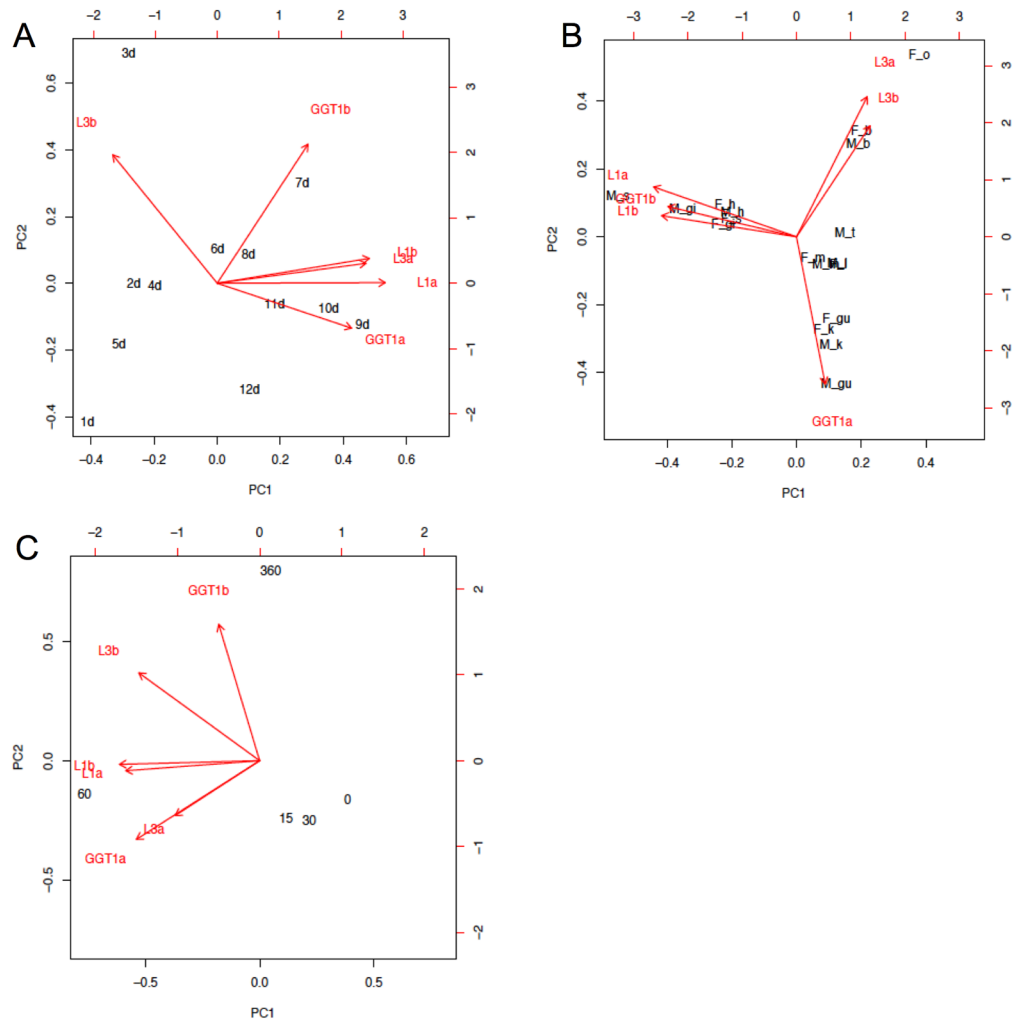 A
−2 −1 0 1 2 3
3d
0.6
3
GGT1b
L3b
0.4
2
7d
PC2
0.2
1
6d
8d
L1b
L3a
0.0
2d
4d
L1a
0
11d
10d
9d
GGT1a
−0.2
5d
−1
12d
−0.4
1d
−2
−0.4 −0.2 0.0 0.2 0.4 0.6
PC1
B
−3 −2 −1 0 1 2 3
L3a
F_o
3
L3b
0.4
2
F_b
M_b
0.2
L1a
1
M_s
GGT1b
F_h
L1b
M_gi
M_h
F_s
F_gi
PC2
0.0
M_t
0
F_m
−0.2
−1
F_gu
F_k
M_k
−2
−0.4
M_gu
GGT1a
−3
−0.4 −0.2 0.0 0.2 0.4
PC1
C
−2 −1 0 1 2
360
GGT1b
2
0.5
L3b
1
PC2
0.0
L1b
L1a
0
60
0
15
30
L3a
GGT1a
−1
−0.5
−2
−0.5 0.0 0.5
PC1